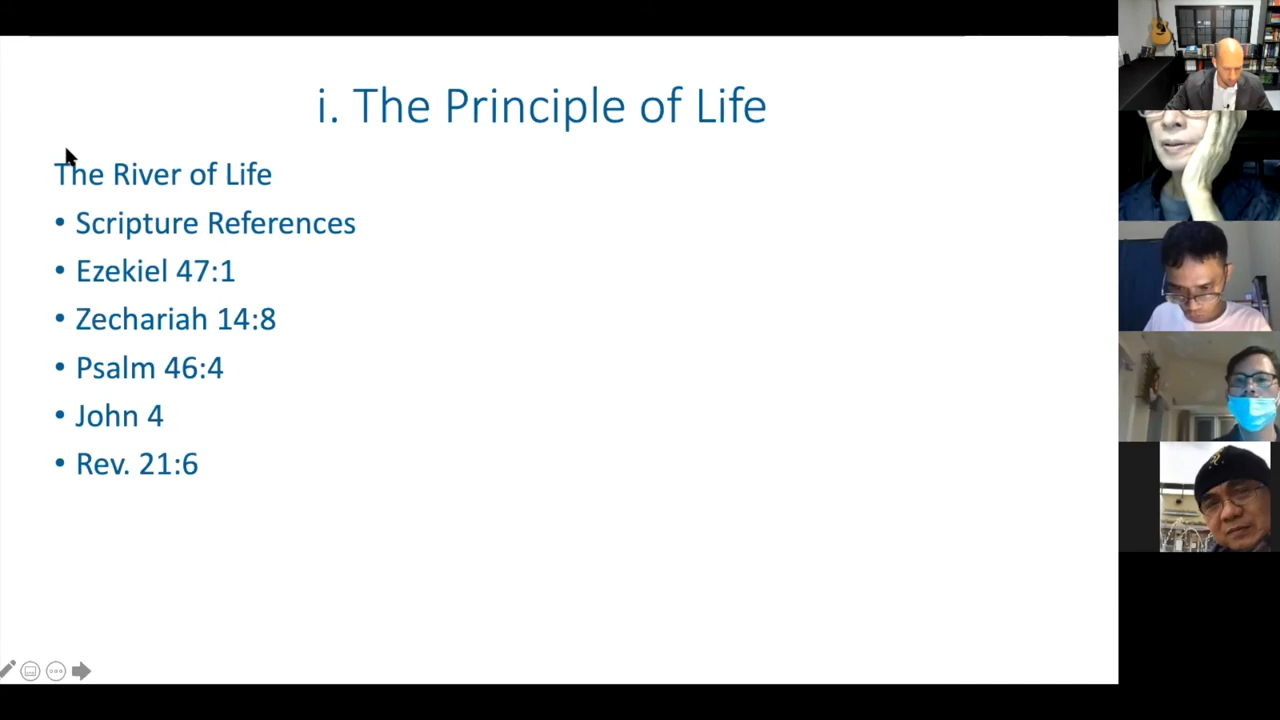 i. The Principle of Life
The River of Life
• Scripture References
• Ezekiel 47:1
• Zechariah 14:8
• Psalm 46:4
• John 4
• Rev. 21:6